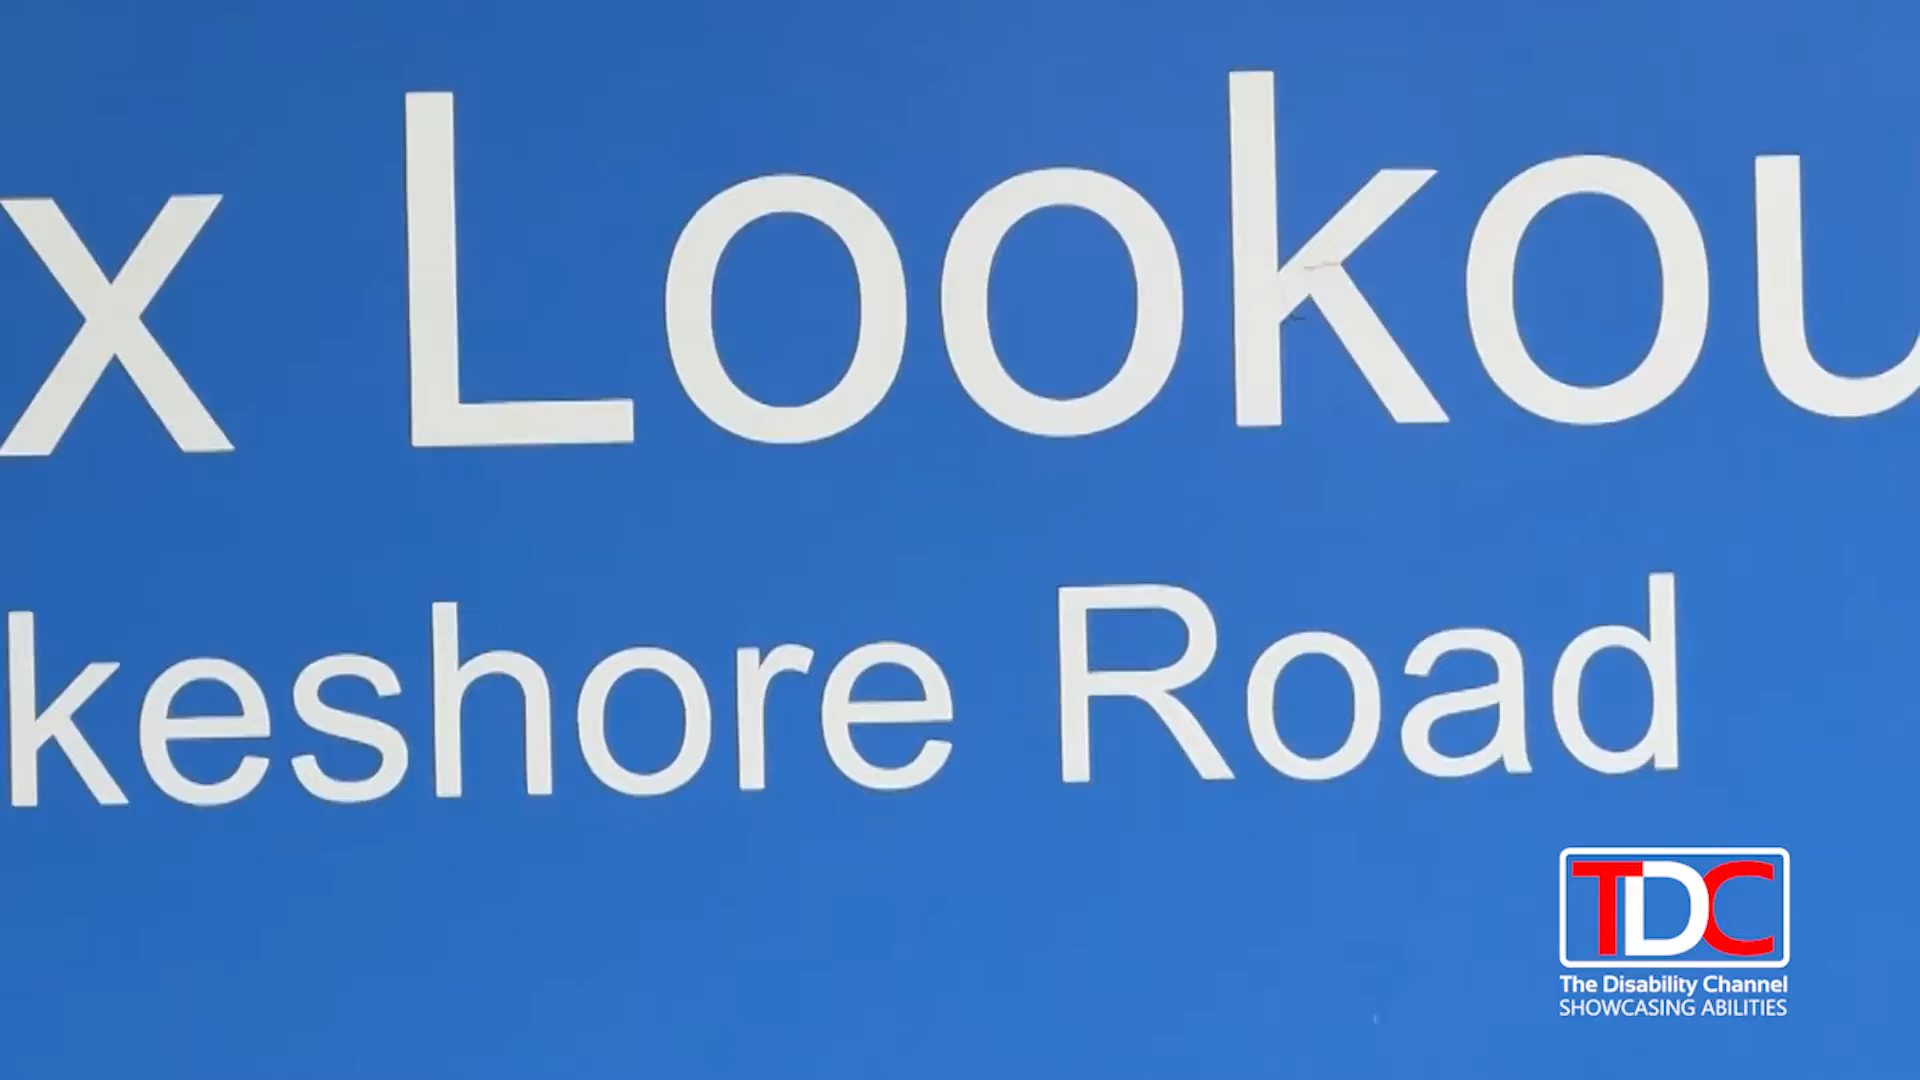 x Lookou
keshore Road
TDC
The Disability Channel
SHOWCASING ABILITIES